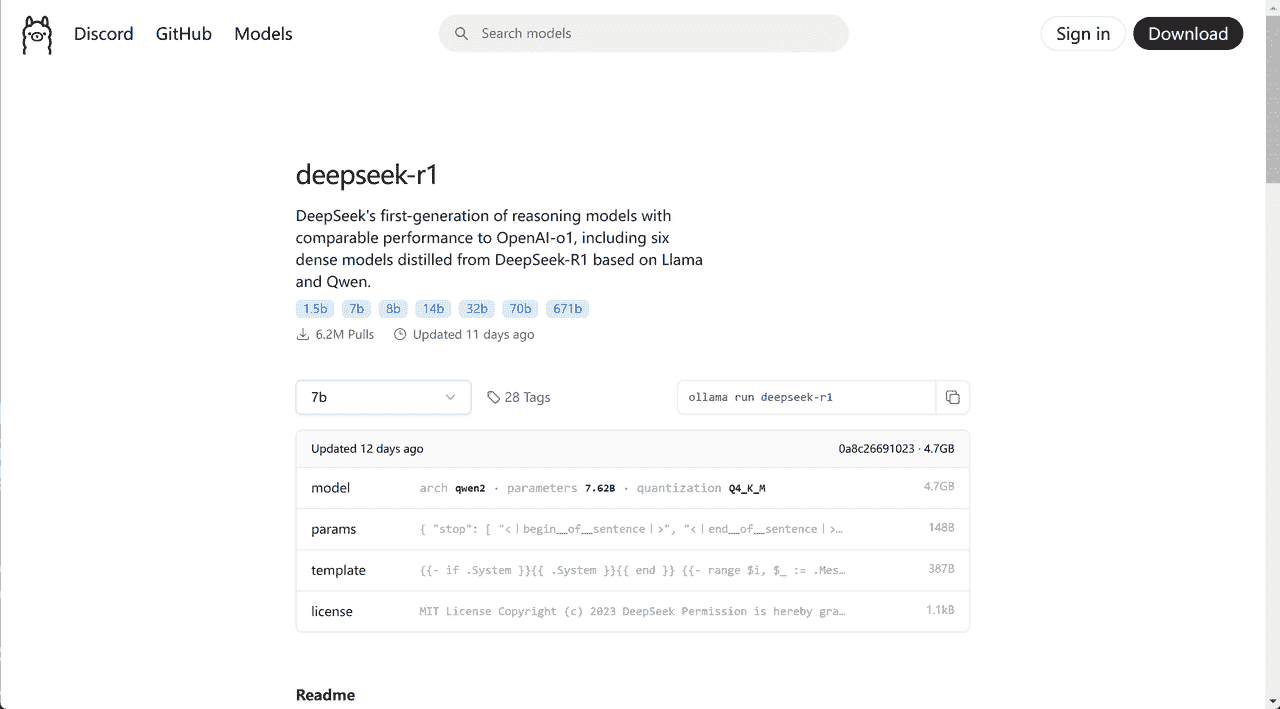 Discord GitHub Models Search models Sign in Download
deepseek-r1
DeepSeek's first-generation of reasoning models with
comparable performance to OpenAI-o1, including six
dense models distilled from DeepSeek-R1 based on Llama
and Qwen.
1.5b 7b 8b 14b 32b 70b 671b
6.2M Pulls Updated 11 days ago
7b 28 Tags ollama run deepseek-r1
Updated 12 days ago 0a8c26691023 · 4.7GB
model arch qwen2 · parameters 7.62B · quantization Q4_K_M 4.7GB
params { "stop": [ "<｜begin▁of▁sentence｜>", "<｜end▁of▁sentence｜>… 148B
template {{- if .System }}{{ .System }}{{ end }} {{- range $i, $_ := .Mes… 387B
license MIT License Copyright (c) 2023 DeepSeek Permission is hereby gra… 1.1kB
Readme